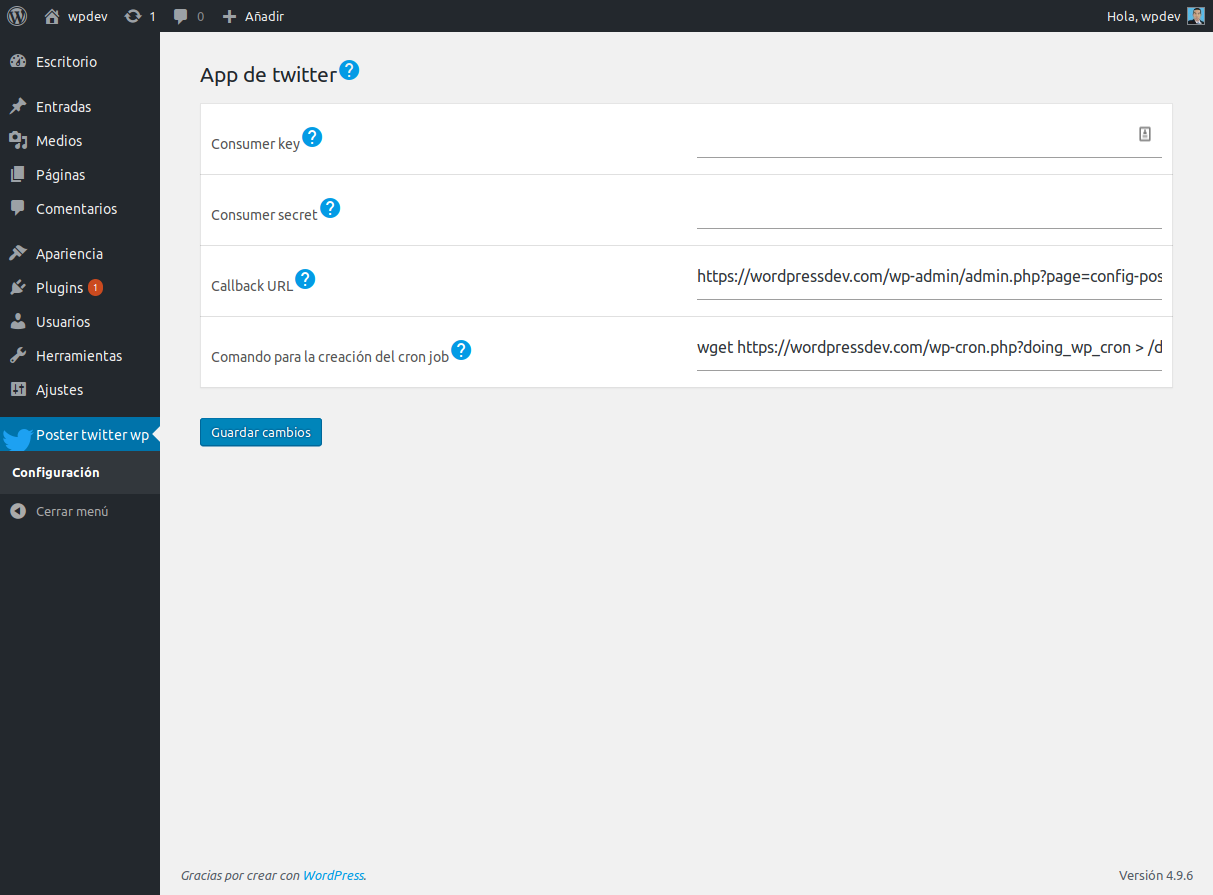 wpdev 1 0 Añadir Hola, wpdev
Escritorio
Entradas
Medios
Páginas
Comentarios
Apariencia
Plugins 1
Usuarios
Herramientas
Ajustes
Poster twitter wp
Configuración
Cerrar menú
App de twitter ?
Consumer key ?
Consumer secret ?
Callback URL ? https://wordpressdev.com/wp-admin/admin.php?page=config-pos
Comando para la creación del cron job ? wget https://wordpressdev.com/wp-cron.php?doing_wp_cron > /d
Guardar cambios
Gracias por crear con WordPress. Versión 4.9.6